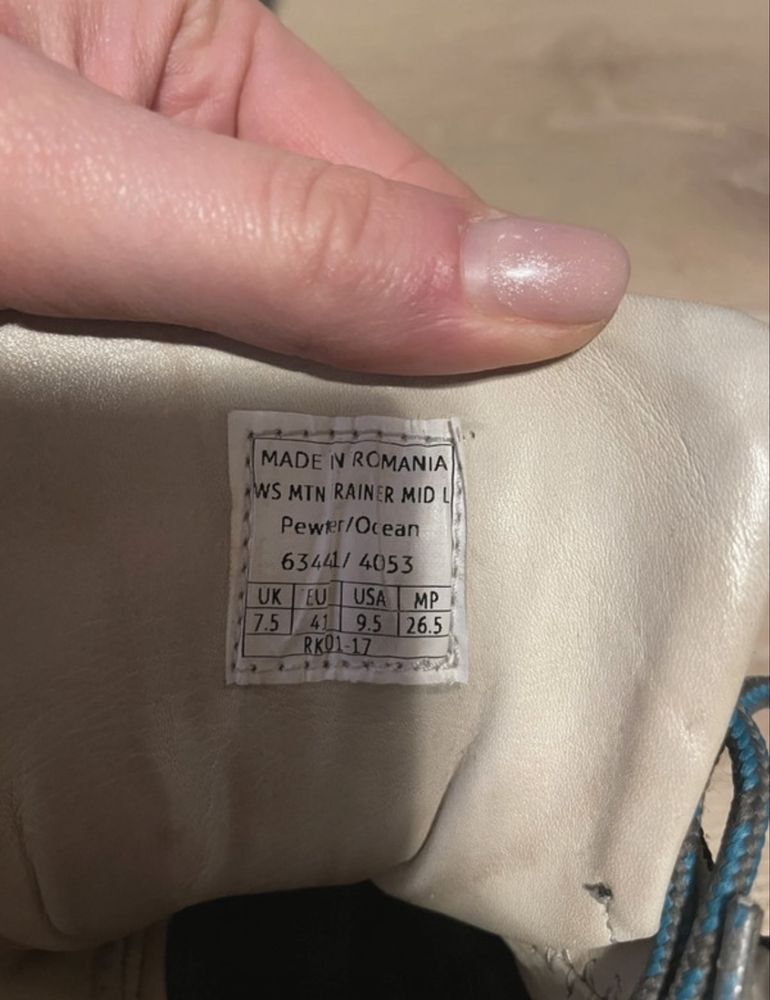 MADE IN ROMANIA
WS MTN RAINER MID L
Pewter/Ocean
63441/ 4053
UK EU USA MP
7.5 41 9.5 26.5
RK01-17